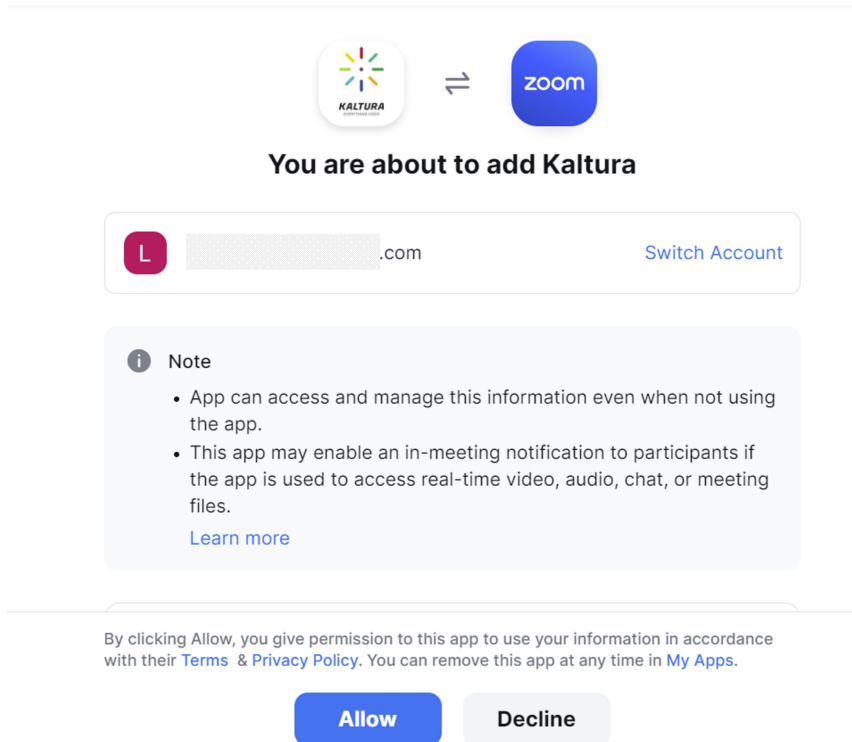 KALTURA
EVERYTHING VIDEO
zoom
You are about to add Kaltura
L
.com
Switch Account
Note
• App can access and manage this information even when not using
the app.
• This app may enable an in-meeting notification to participants if
the app is used to access real-time video, audio, chat, or meeting
files.
Learn more
By clicking Allow, you give permission to this app to use your information in accordance
with their Terms & Privacy Policy. You can remove this app at any time in My Apps.
Allow
Decline